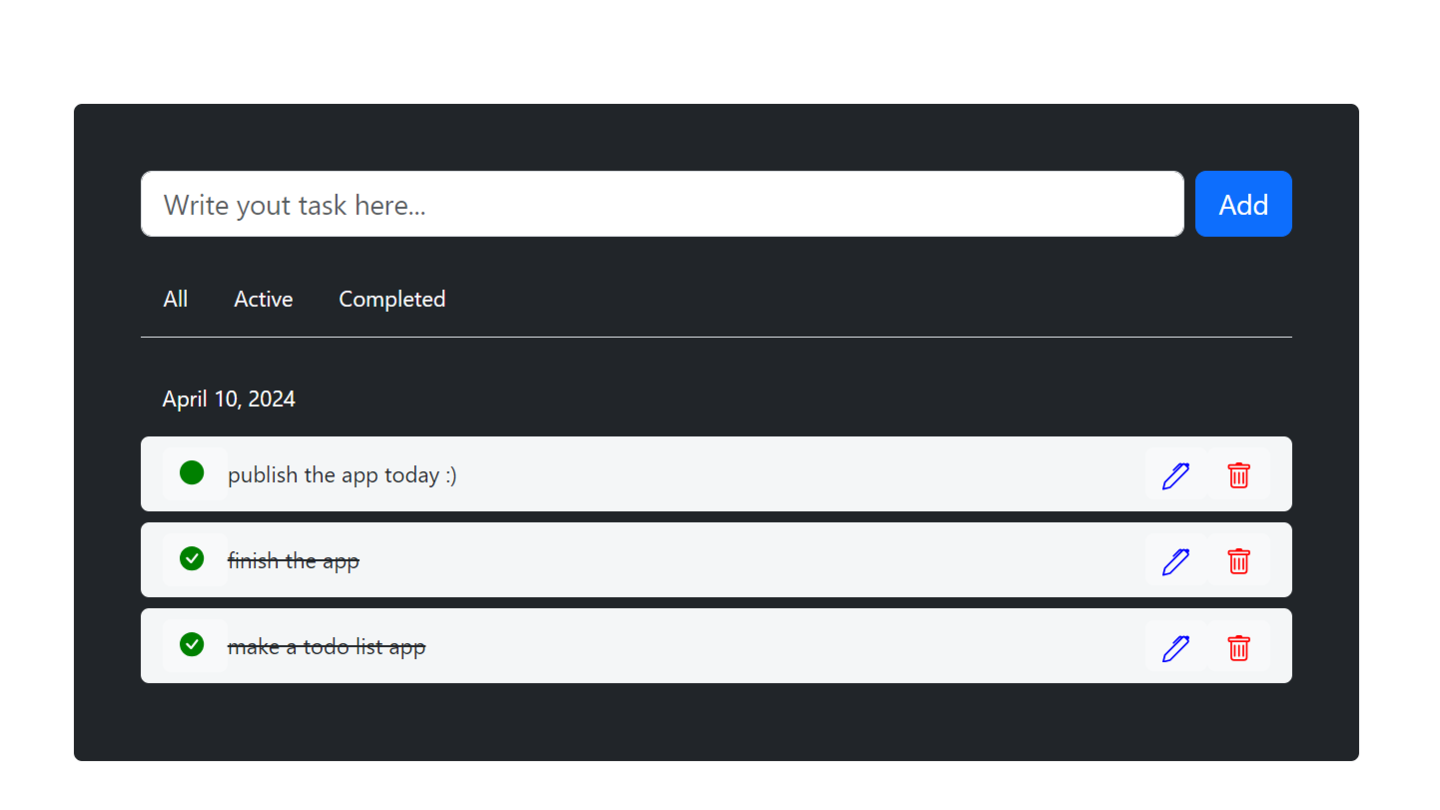 Write yout task here...
Add
All Active Completed
April 10, 2024
publish the app today :)
finish the app
make a todo list app